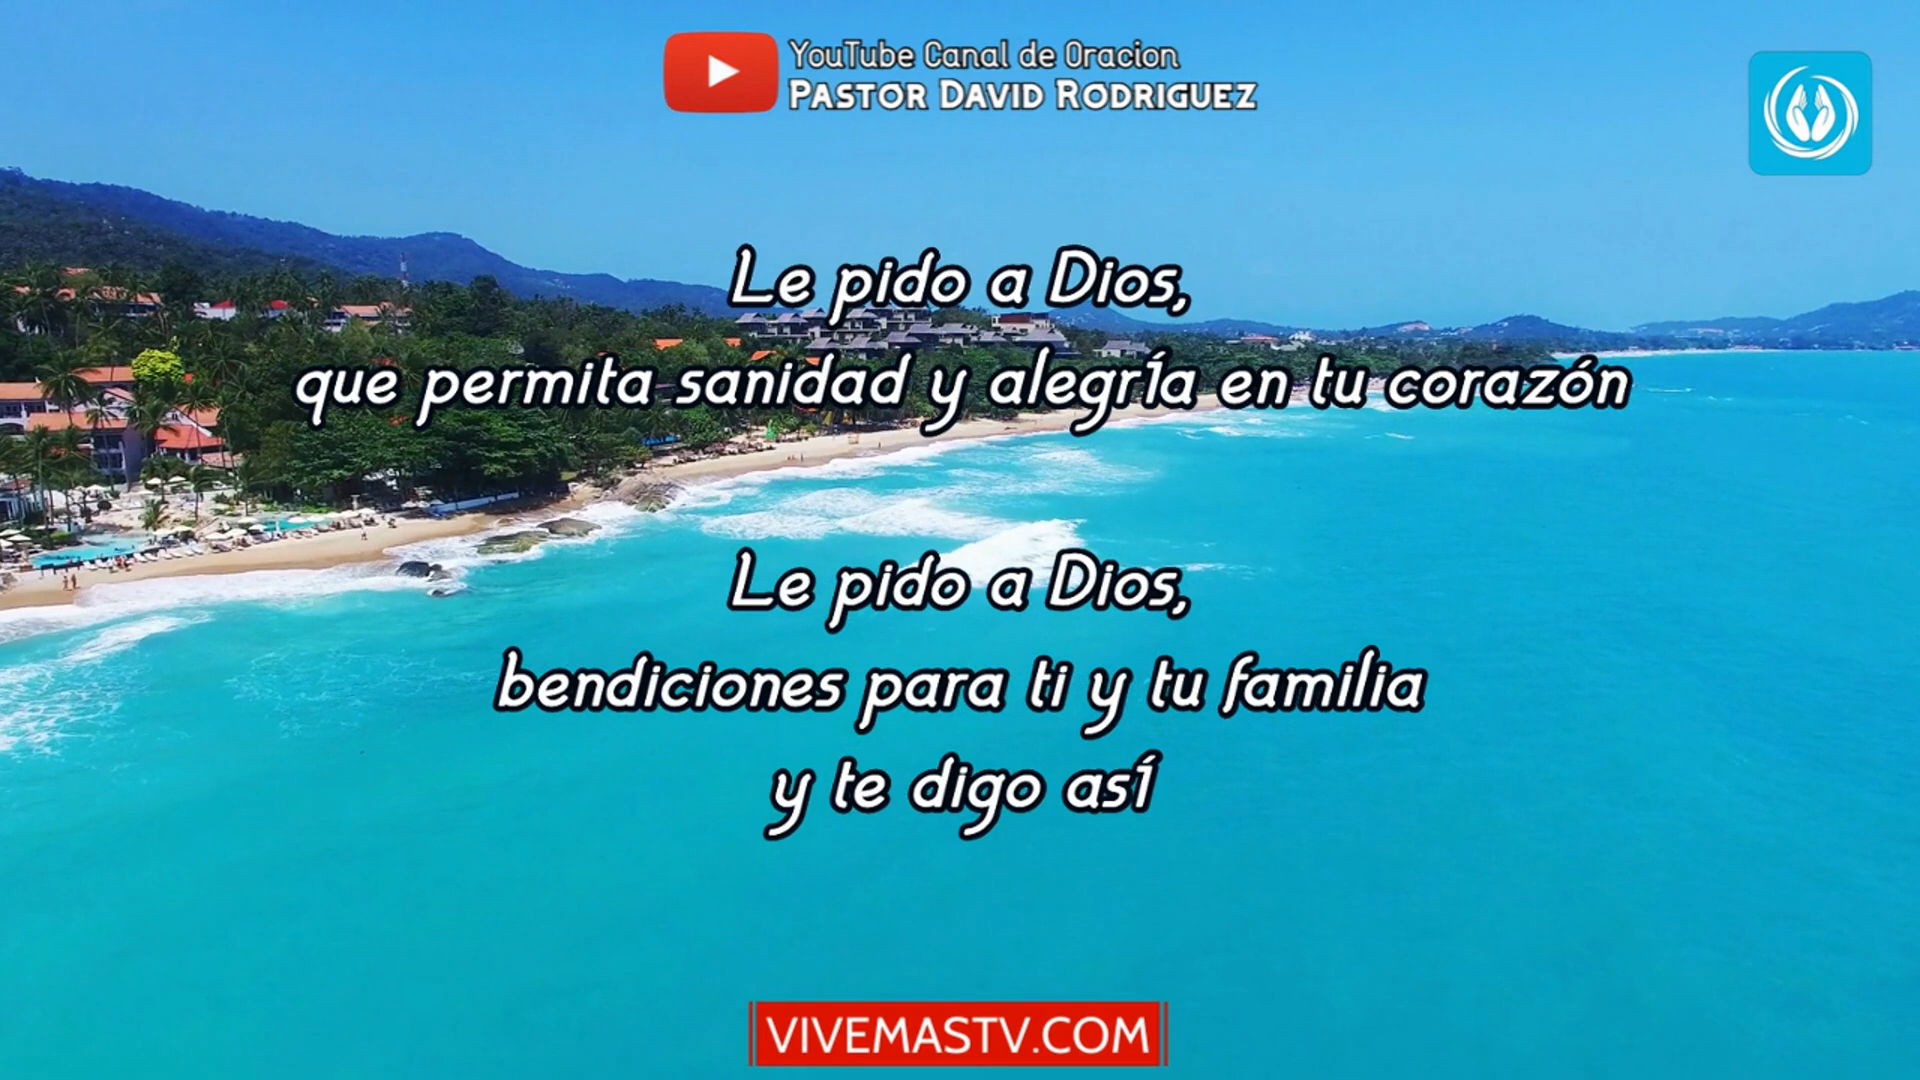 YouTube Canal de Oracion
PASTOR DAVID RODRIGUEZ
Le pido a Dios,
que permita sanidad y alegría en tu corazón
Le pido a Dios,
bendiciones para ti y tu familia
y te digo así
VIVEMASTV.COM